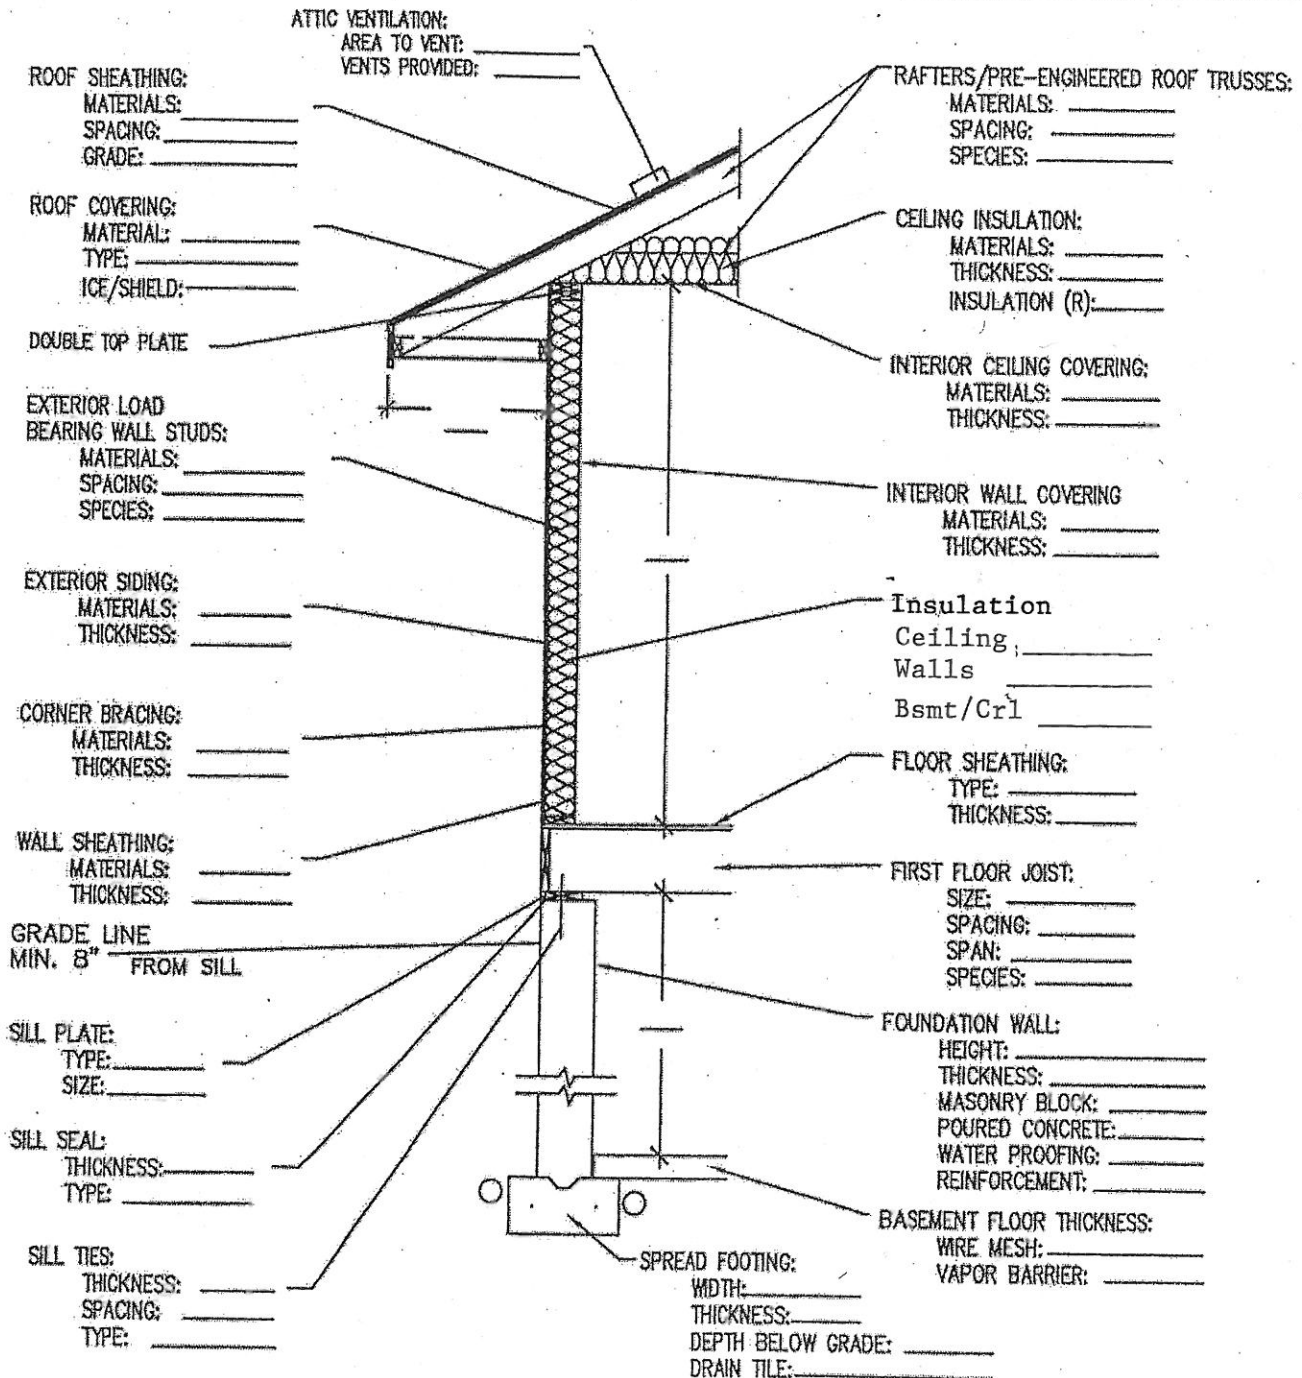 ATTIC VENTILATION:
AREA TO VENT:
VENTS PROVIDED:
ROOF SHEATHING:
MATERIALS:
SPACING:
GRADE:
ROOF COVERING:
MATERIAL:
TYPE:
ICE/SHIELD:
DOUBLE TOP PLATE
EXTERIOR LOAD
BEARING WALL STUDS:
MATERIALS:
SPACING:
SPECIES:
EXTERIOR SIDING:
MATERIALS:
THICKNESS:
CORNER BRACING:
MATERIALS:
THICKNESS:
WALL SHEATHING:
MATERIALS:
THICKNESS:
GRADE LINE
MIN. 8" FROM SILL
SILL PLATE:
TYPE:
SIZE:
SILL SEAL:
THICKNESS:
TYPE:
SILL TIES:
THICKNESS:
SPACING:
TYPE:
RAFTERS/PRE-ENGINEERED ROOF TRUSSES:
MATERIALS:
SPACING:
SPECIES:
CEILING INSULATION:
MATERIALS:
THICKNESS:
INSULATION (R):
INTERIOR CEILING COVERING:
MATERIALS:
THICKNESS:
INTERIOR WALL COVERING
MATERIALS:
THICKNESS:
Insulation
Ceiling
Walls
Bsmt/Crl
FLOOR SHEATHING:
TYPE:
THICKNESS:
FIRST FLOOR JOIST:
SIZE:
SPACING:
SPAN:
SPECIES:
FOUNDATION WALL:
HEIGHT:
THICKNESS:
MASONRY BLOCK:
POURED CONCRETE:
WATER PROOFING:
REINFORCEMENT:
BASEMENT FLOOR THICKNESS:
WIRE MESH:
VAPOR BARRIER:
SPREAD FOOTING:
WIDTH:
THICKNESS:
DEPTH BELOW GRADE:
DRAIN TILE: